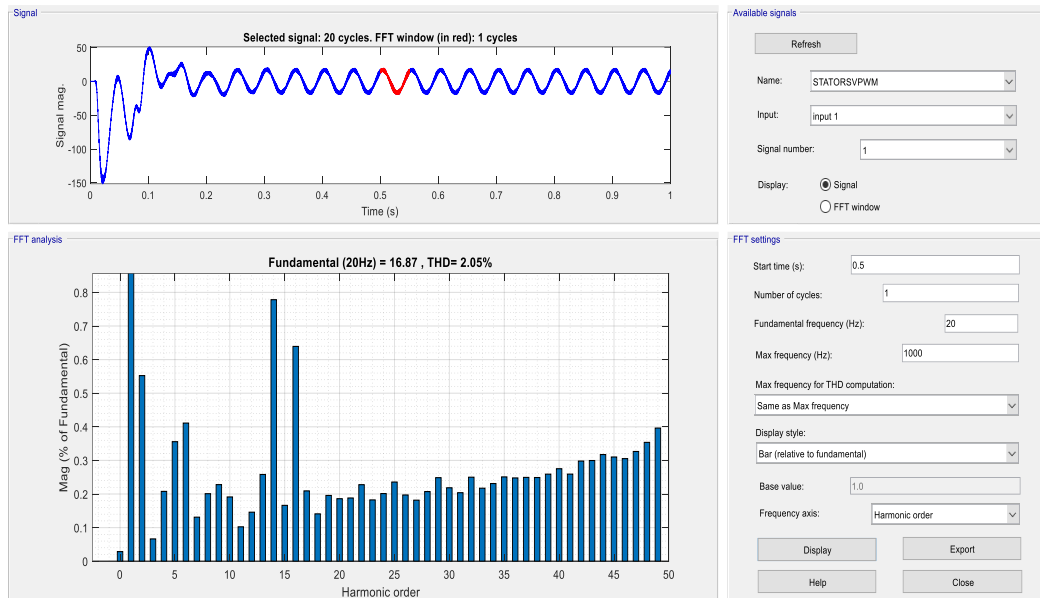 Signal
Selected signal: 20 cycles. FFT window (in red): 1 cycles
Signal mag.
50
0
-50
-100
-150
0 0.1 0.2 0.3 0.4 0.5 0.6 0.7 0.8 0.9 1
Time (s)
FFT analysis
Fundamental (20Hz) = 16.87 , THD= 2.05%
Mag (% of Fundamental)
0.8
0.7
0.6
0.5
0.4
0.3
0.2
0.1
0
0 5 10 15 20 25 30 35 40 45 50
Harmonic order
Available signals
Refresh
Name: STATORSVPWM
Input: input 1
Signal number: 1
Display: Signal
FFT window
FFT settings
Start time (s): 0.5
Number of cycles: 1
Fundamental frequency (Hz): 20
Max frequency (Hz): 1000
Max frequency for THD computation:
Same as Max frequency
Display style:
Bar (relative to fundamental)
Base value: 1.0
Frequency axis: Harmonic order
Display Export
Help Close